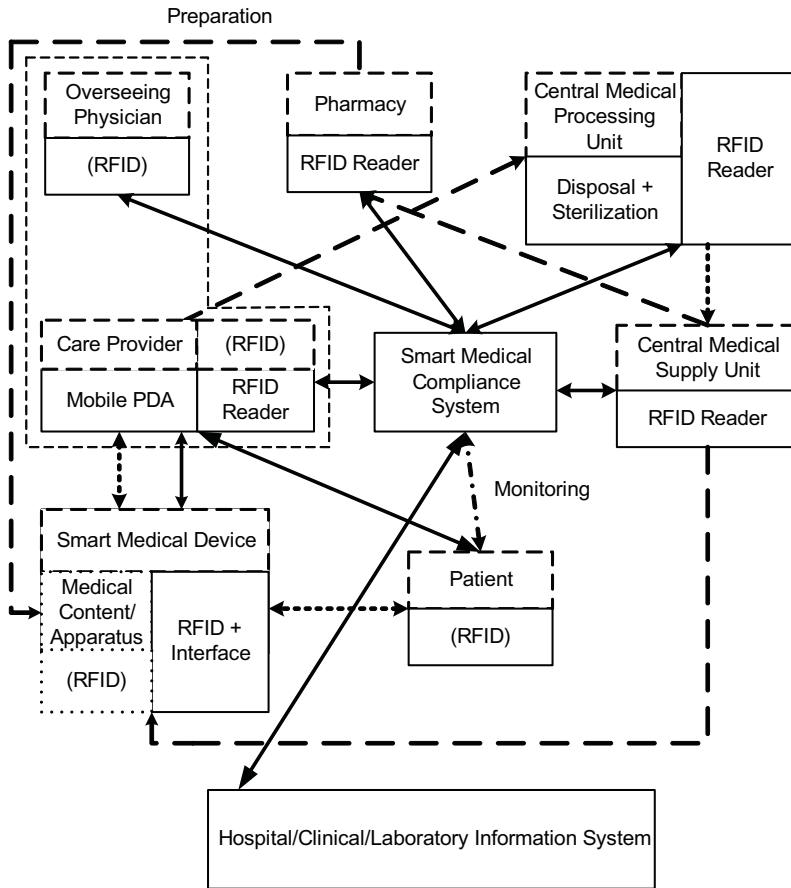 Preparation
Overseeing
Physician
(RFID)
Pharmacy
RFID Reader
Central Medical
Processing
Unit
Disposal +
Sterilization
RFID
Reader
Care Provider
(RFID)
Mobile PDA
RFID
Reader
Smart Medical
Compliance
System
Central Medical
Supply Unit
RFID Reader
Monitoring
Smart Medical Device
Medical
Content/
Apparatus
(RFID)
RFID +
Interface
Patient
(RFID)
Hospital/Clinical/Laboratory Information System